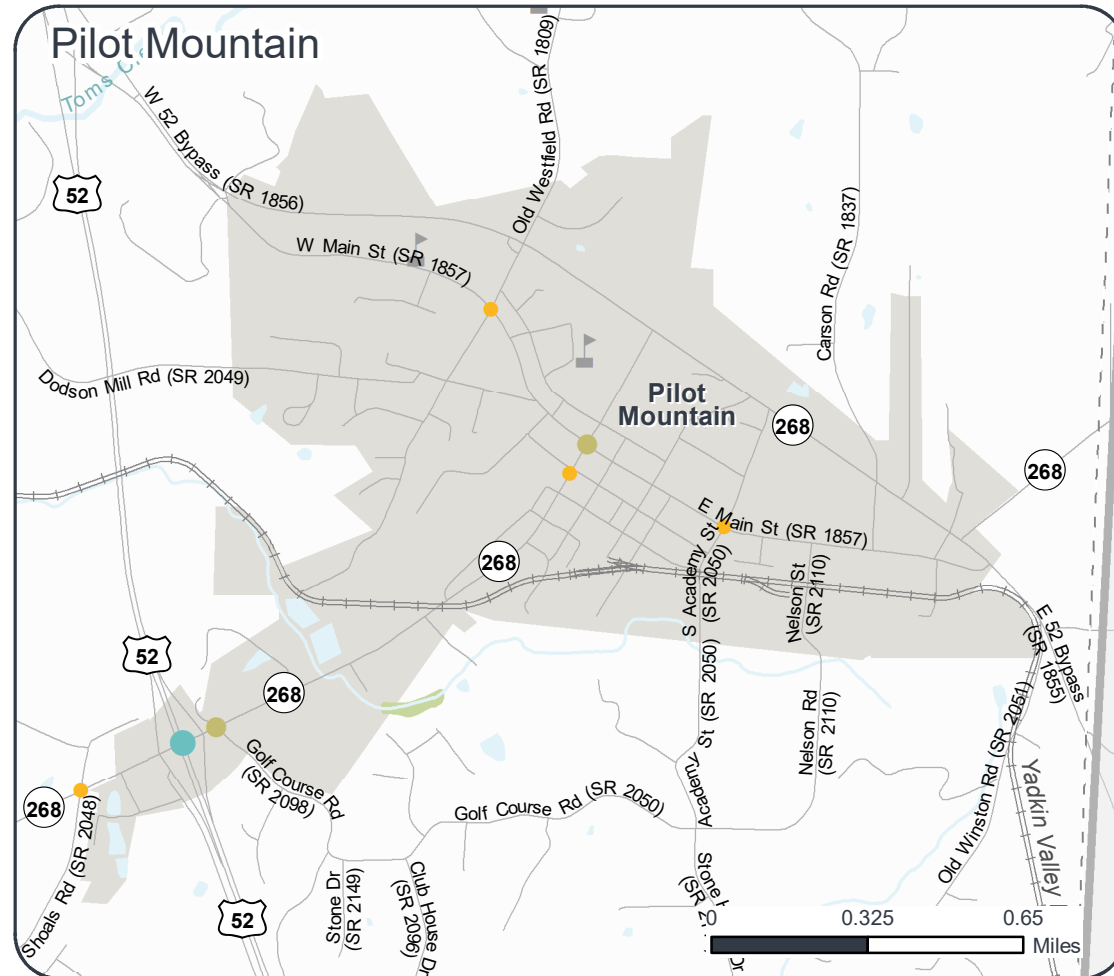 Pilot Mountain
Toms Cr
W 52 Bypass (SR 1856)
Old Westfield Rd (SR 1809)
52
W Main St (SR 1857)
Carson Rd (SR 1837)
Dodson Mill Rd (SR 2049)
Pilot
Mountain
268
268
E Main St (SR 1857)
268
S Academy St
(SR 2050)
Nelson St
(SR 2110)
E 52 Bypass
(SR 1855)
52
268
St (SR 2050)
Nelson Rd
(SR 2110)
Old Winston Rd (SR 2051)
Golf Course Rd
(SR 2098)
Yadkin Valley
268
Shoals Rd (SR 2048)
Golf Course Rd (SR 2050)
Academy
Stone Dr
(SR 2149)
Club House Dr
(SR 2096)
Stone
(SR 2
52
0 0.325 0.65
Miles